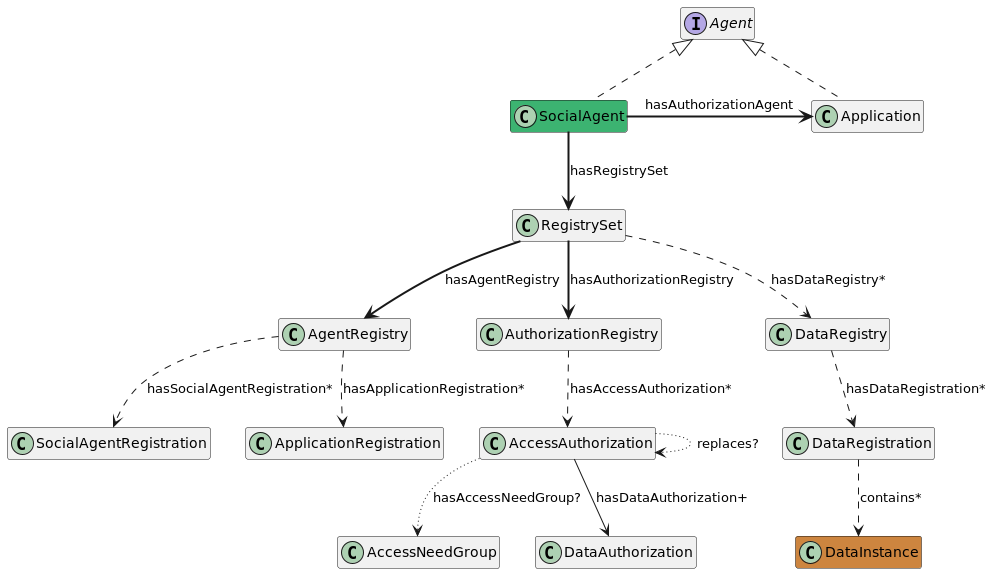 I Agent
C SocialAgent
hasAuthorizationAgent
C Application
hasRegistrySet
C RegistrySet
hasAgentRegistry
hasAuthorizationRegistry
hasDataRegistry*
C AgentRegistry
C AuthorizationRegistry
C DataRegistry
hasSocialAgentRegistration*
hasApplicationRegistration*
hasAccessAuthorization*
hasDataRegistration*
C SocialAgentRegistration
C ApplicationRegistration
C AccessAuthorization
replaces?
C DataRegistration
hasAccessNeedGroup?
hasDataAuthorization+
contains*
C AccessNeedGroup
C DataAuthorization
C DataInstance